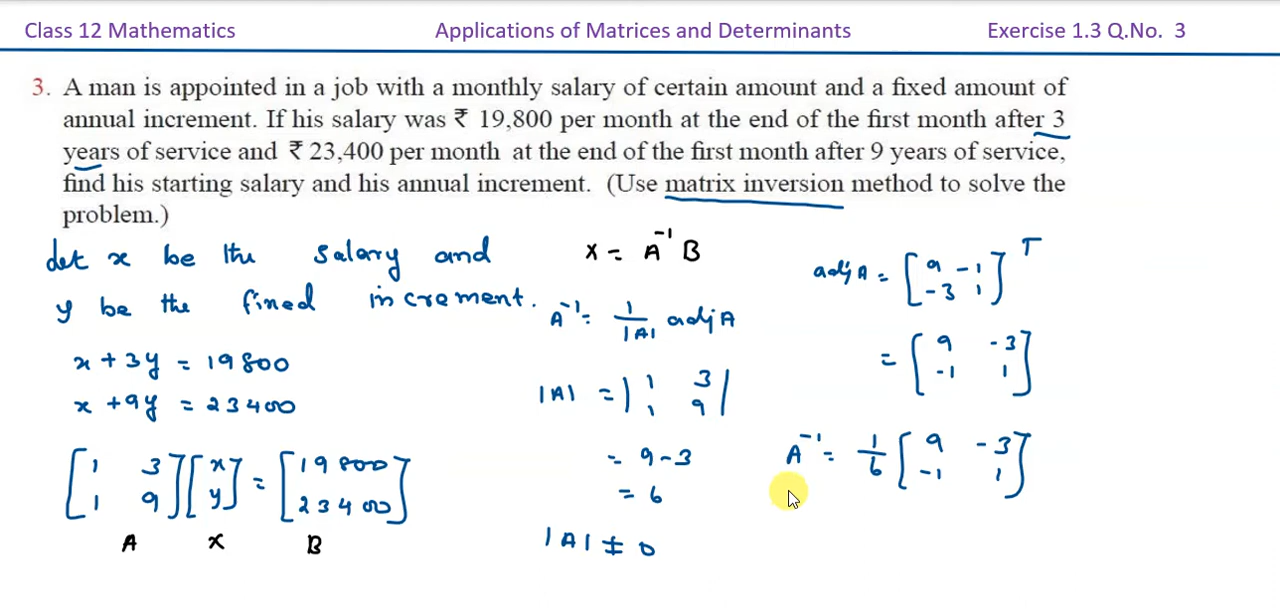 Class 12 Mathematics Applications of Matrices and Determinants Exercise 1.3 Q.No. 3
3. A man is appointed in a job with a monthly salary of certain amount and a fixed amount of
annual increment. If his salary was ₹ 19,800 per month at the end of the first month after 3
years of service and ₹ 23,400 per month at the end of the first month after 9 years of service,
find his starting salary and his annual increment. (Use matrix inversion method to solve the
problem.)
Let x be the salary and
y be the fined increment.
x + 3y = 19800
x + 9y = 23400
[1 3] [x] = [19800]
[1 9] [y] [23400]
A X B
X = A⁻¹ B
A⁻¹ = 1/|A| adj A
|A| = |1 3|
|1 9|
= 9 - 3
= 6
|A| ≠ 0
adj A = [9 -1] T
[-3 1]
= [9 -3]
[-1 1]
A⁻¹ = 1/6 [9 -3]
[-1 1]